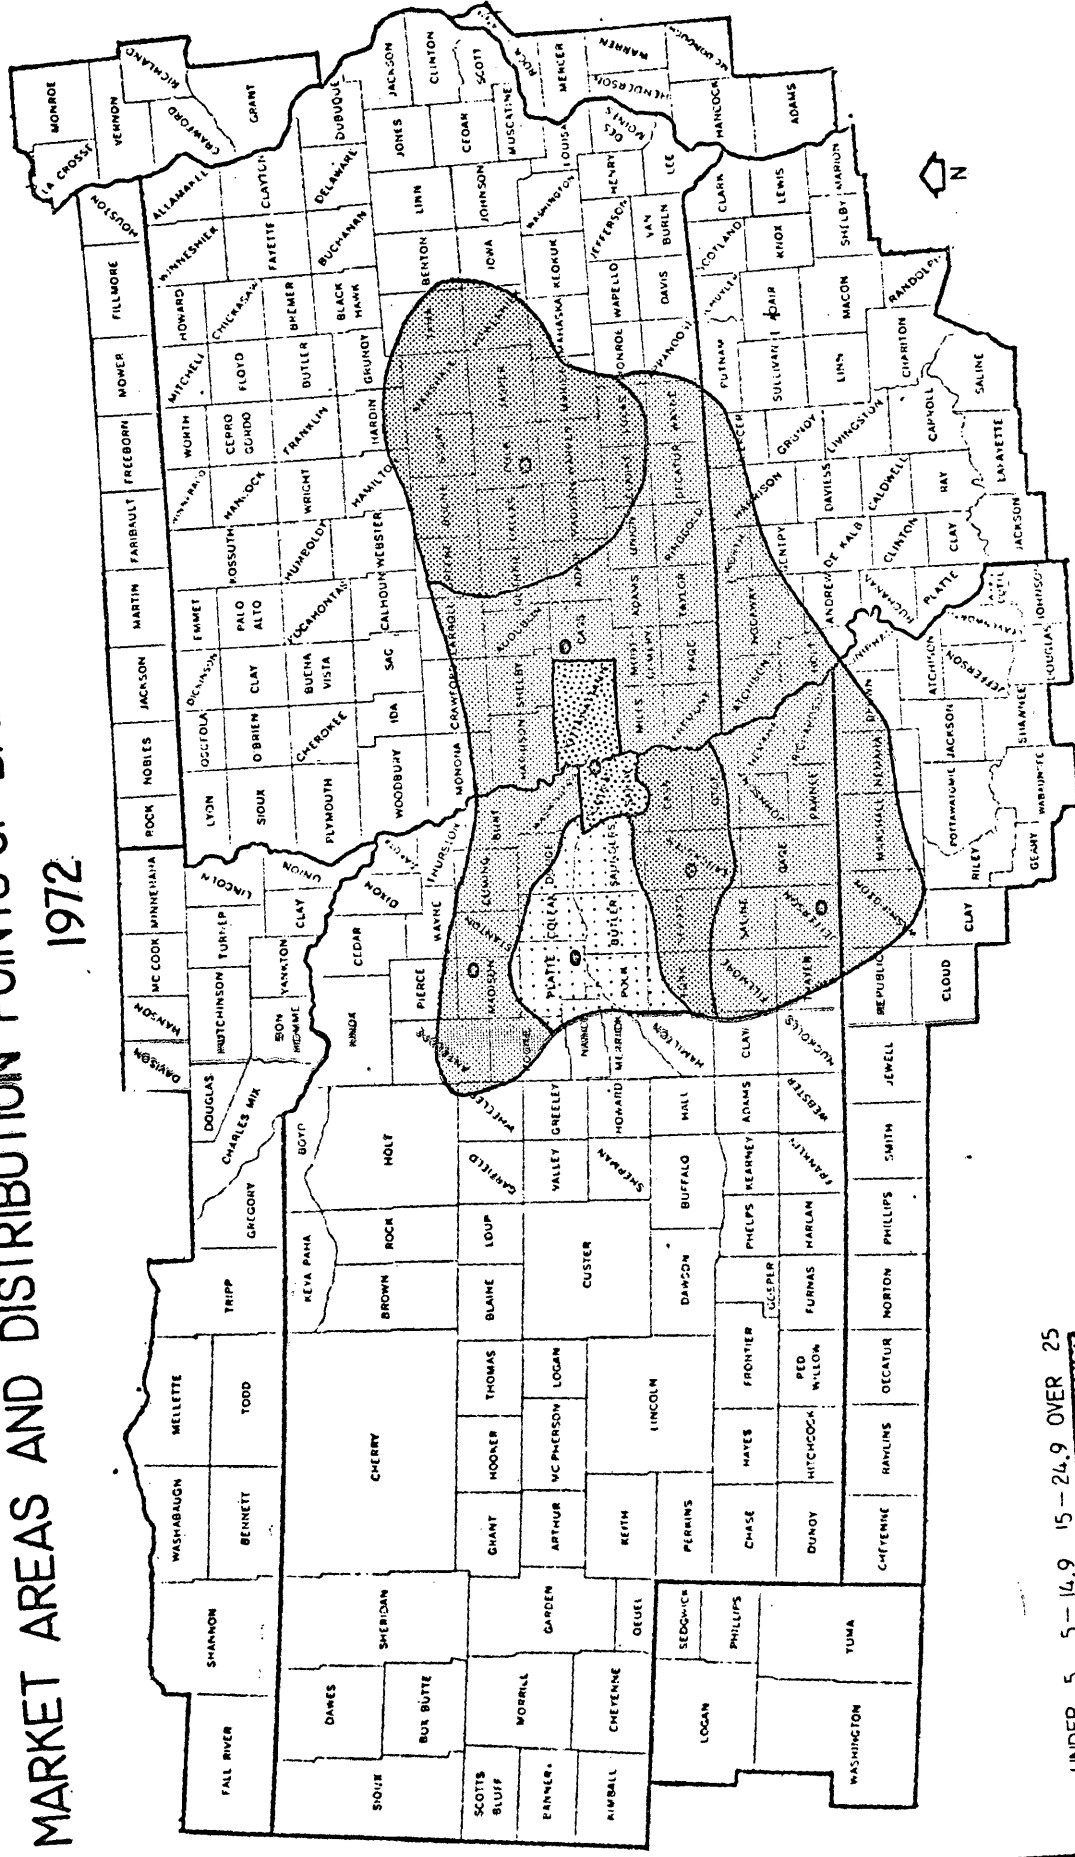 MARKET AREAS AND DISTRIBUTION POINTS OF
1972
FALL RIVER
SHANNON
WASHABAUGH
MELLETTE
BENNETT
TODD
TRIPP
GREGORY
CHARLES MIX
DOUGLAS
DAVISON
HANSON
MC COOK
MINNEHAHA
HUTCHINSON
TURNER
LINCOLN
BON HOMME
YANKTON
CLAY
UNION
ROCK
NOBLES
JACKSON
MARTIN
FARIBAULT
FREEBORN
MOWER
FILLMORE
HOUSTON
LA CROSSE
MONROE
VERNON
RICHLAND
CRAWFORD
GRANT
SIOUX
DAWES
BOX BUTTE
SHERIDAN
CHERRY
KEYA PAHA
BROWN
ROCK
BOYD
HOLT
KNOX
CEDAR
DIXON
ANTELOPE
PIERCE
WAYNE
THURSTON
SCOTTS BLUFF
BANNER
KIMBALL
MORRILL
CHEYENNE
GARDEN
DEUEL
GRANT
HOOKER
THOMAS
BLAINE
LOUP
GARFIELD
WHEELER
ARTHUR
MC PHERSON
LOGAN
CUSTER
VALLEY
GREELEY
SHERMAN
HOWARD
MERRICK
NANCE
MADISON
STANTON
CUMING
BURT
PLATTE
COLFAX
DODGE
POLK
BUTLER
SAUNDERS
KEITH
LINCOLN
PERKINS
DAWSON
BUFFALO
HALL
HAMILTON
CHASE
HAYES
FRONTIER
GOSPER
PHELPS
KEARNEY
ADAMS
CLAY
FILLMORE
SALINE
DUNDY
HITCHCOCK
RED WILLOW
FURNAS
HARLAN
FRANKLIN
WEBSTER
NUCKOLLS
THAYER
JEFFERSON
GAGE
PAWNEE
CASS
OTOE
LYON
OSCEOLA
DICKINSON
EMMET
KOSSUTH
WORTH
MITCHELL
HOWARD
WINNESHIEK
ALLAMAKEE
SIOUX
O'BRIEN
CLAY
PALO ALTO
HANCOCK
CERRO GORDO
FLOYD
CHICKASAW
FAYETTE
CLAYTON
PLYMOUTH
CHEROKEE
BUENA VISTA
POCAHONTAS
HUMBOLDT
WRIGHT
FRANKLIN
BUTLER
BREMER
WOODBURY
IDA
SAC
CALHOUN
WEBSTER
HAMILTON
HARDIN
GRUNDY
BLACK HAWK
BUCHANAN
DELAWARE
DUBUQUE
MONONA
CRAWFORD
CARROLL
BENTON
LINN
JONES
JACKSON
CLINTON
CEDAR
SCOTT
MUSCATINE
JOHNSON
IOWA
HARRISON
SHELBY
AUDUBON
CASS
MILLS
ADAMS
UNION
PAGE
TAYLOR
RINGGOLD
DECATUR
WAYNE
MONROE
MAHASKA
KEOKUK
WASHINGTON
LOUISA
WAPELLO
JEFFERSON
HENRY
DES MOINES
DAVIS
VAN BUREN
LEE
ROCK
MERCER
HENDERSON
WARREN
MCDONOUGH
HANCOCK
ADAMS
NODAWAY
GENTRY
HARRISON
PUTNAM
SCHUYLER
SCOTLAND
CLARK
SULLIVAN
ADAIR
KNOX
LEWIS
GRUNDY
DAVIESS
DE KALB
ANDREW
LIVINGSTON
LINN
MACON
SHELBY
MARION
CALDWELL
CLINTON
BUCHANAN
PLATTE
CLAY
RAY
CARROLL
CHARITON
RANDOLPH
SALINE
LAFAYETTE
JACKSON
SEDGWICK
PHILLIPS
LOGAN
YUMA
WASHINGTON
CHEYENNE
RAWLINS
DECATUR
NORTON
PHILLIPS
SMITH
JEWELL
REPUBLIC
MARSHALL
NEMAHA
BROWN
CLOUD
CLAY
RILEY
POTTAWATOMIE
JACKSON
ATCHISON
JEFFERSON
GEARY
WABAUNSEE
SHAWNEE
DOUGLAS
JOHNSO
N
UNDER 5 5-14.9 15-24.9 OVER 25